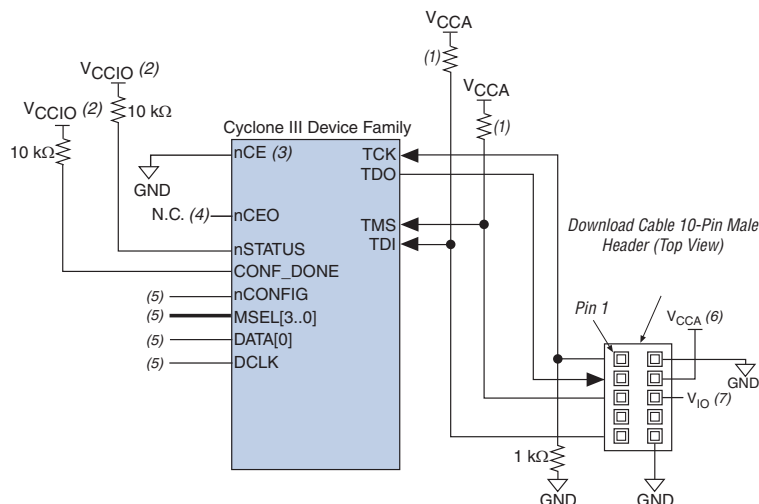 VCCA
(1)
VCCIO (2)
VCCA
VCCIO (2)
10 kΩ
(1)
Cyclone III Device Family
10 kΩ
nCE (3)
TCK
GND
TDO
N.C. (4)
nCEO
TMS
Download Cable 10-Pin Male
Header (Top View)
nSTATUS
TDI
CONF_DONE
(5)
nCONFIG
(5)
MSEL[3..0]
Pin 1
VCCA (6)
(5)
DATA[0]
(5)
DCLK
GND
VIO (7)
1 kΩ
GND
GND